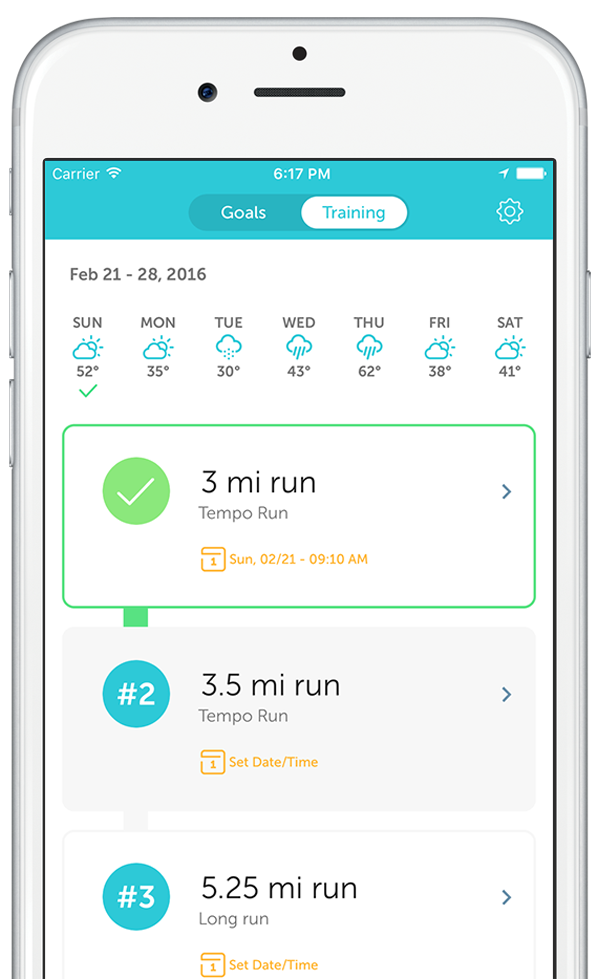 Carrier 6:17 PM
Goals Training
Feb 21 - 28, 2016
SUN MON TUE WED THU FRI SAT
52° 35° 30° 43° 62° 38° 41°
3 mi run
Tempo Run
1 Sun, 02/21 - 09:10 AM
#2 3.5 mi run
Tempo Run
1 Set Date/Time
#3 5.25 mi run
Long run
1 Set Date/Time